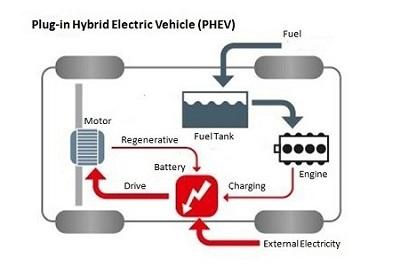 Plug-in Hybrid Electric Vehicle (PHEV)
Fuel
Motor
Regenerative
Fuel Tank
Battery
Engine
Drive
Charging
External Electricity